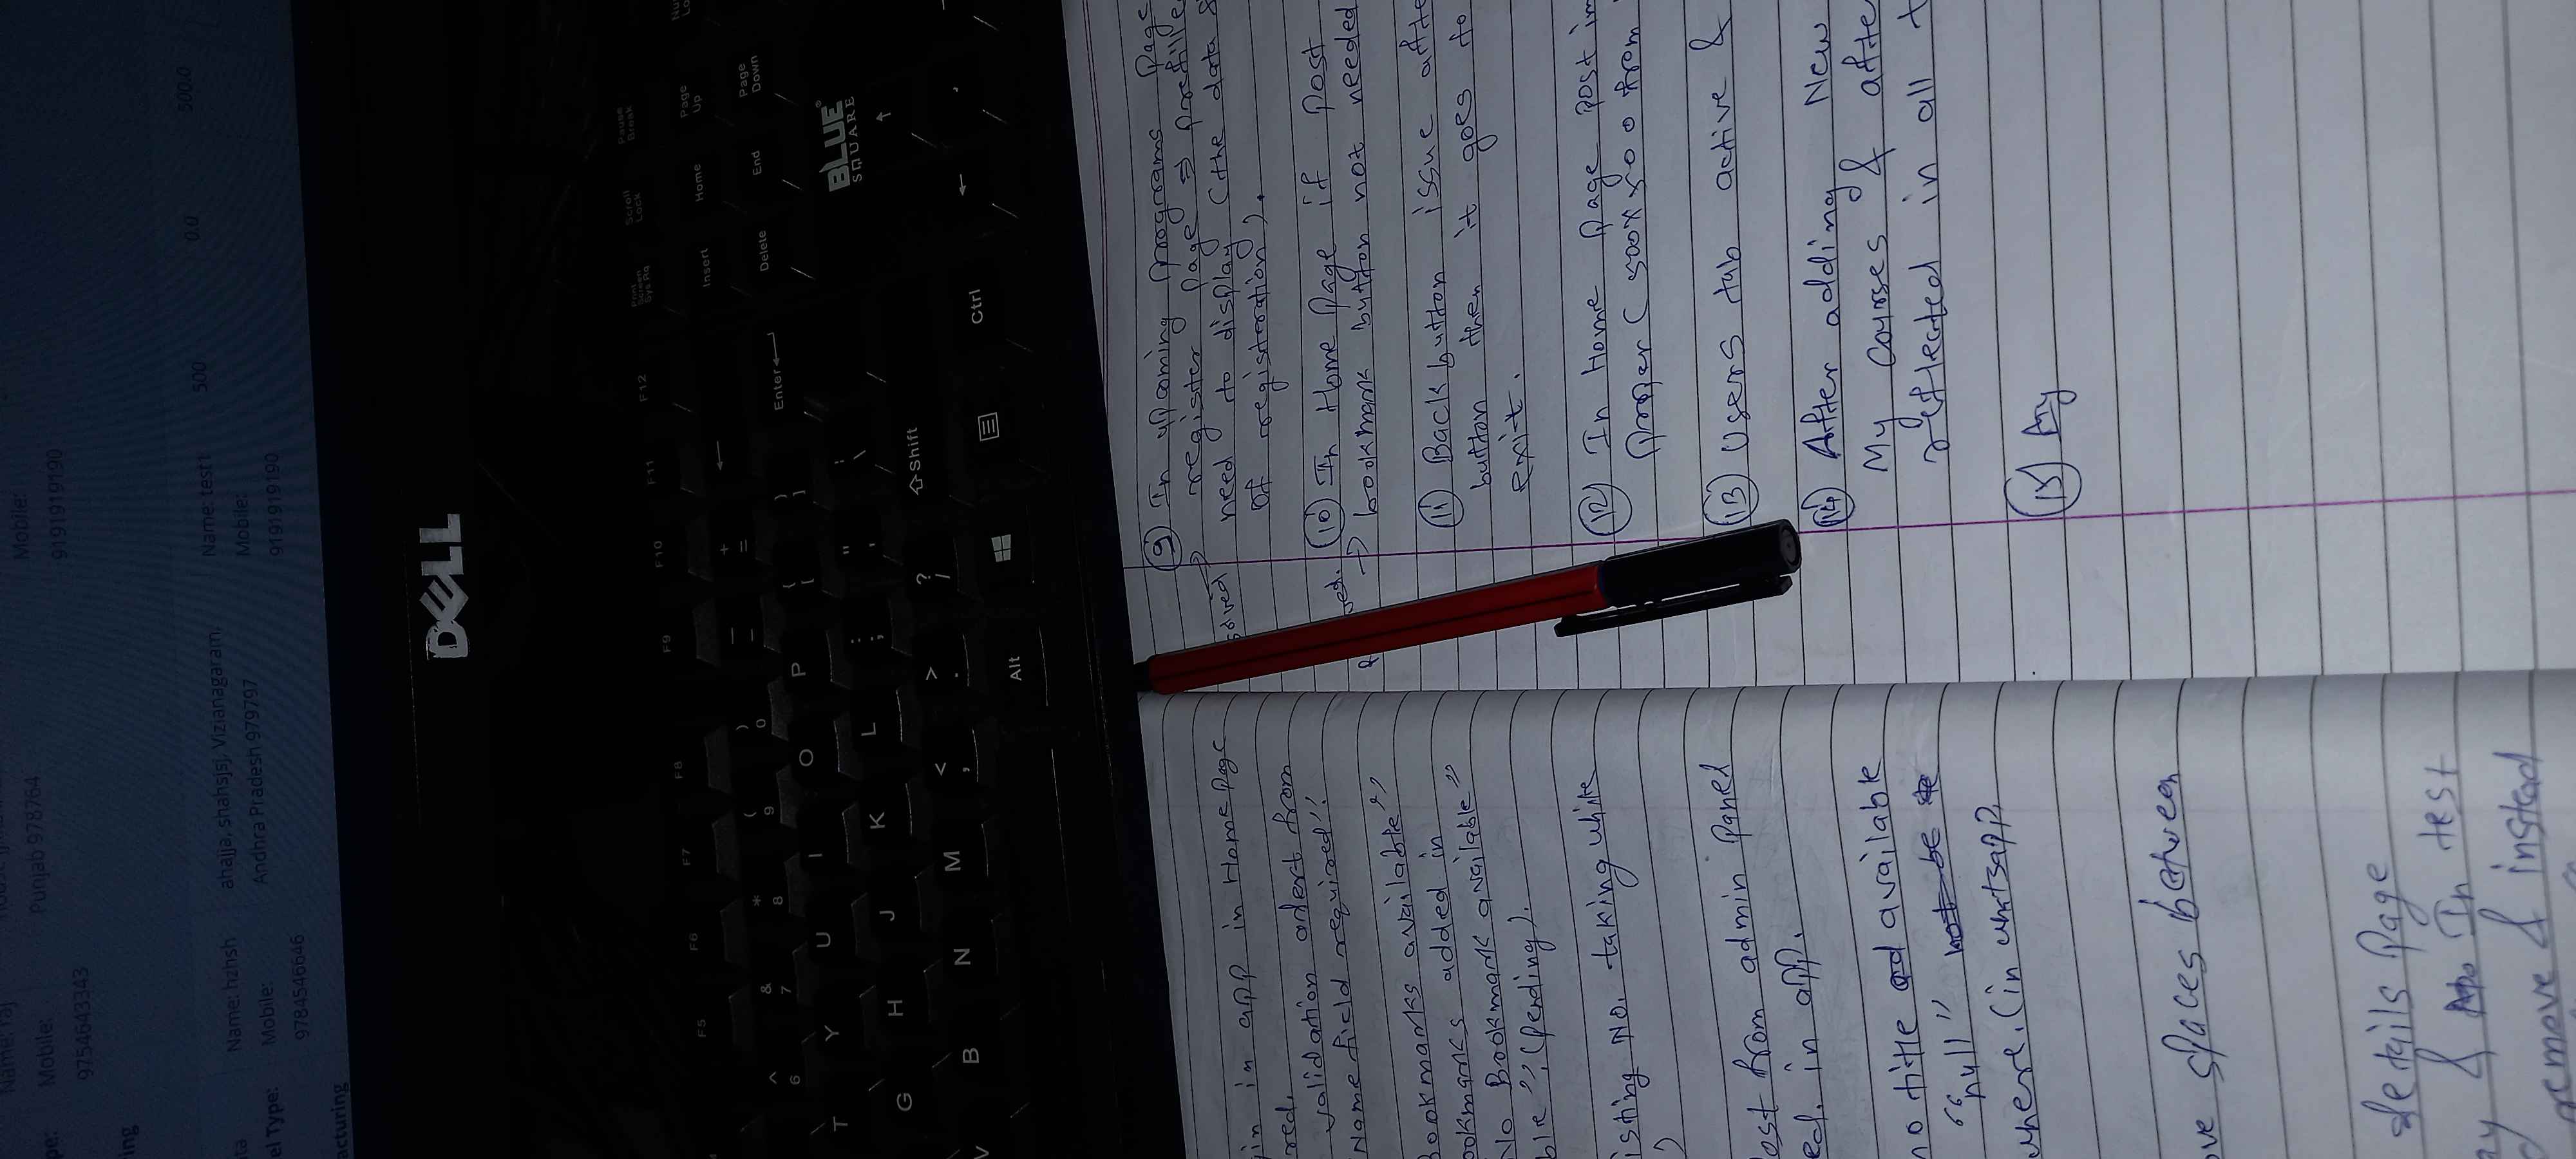 Name: raj
pe:
Mobile:
Punjab 978764
Mobile:
9754643343
9191919190
ing
ta
Name: hzhsh
ahajja, shahsjsj, Vizianagaram,
Name: test1
500
0.0
500.0
el Type:
Mobile:
Andhra Pradesh 979797
Mobile:
9784546646
9191919190
acturing
DELL
F5 F6 F7 F8 F9 F10 F11 F12 Print Screen Sys Rq Scroll Lock Pause Break
^ 6 & 7 * 8 ( 9 ) 0 — - + = ← Insert Home Page Up
T Y U I O P { [ } ] Enter Delete End Page Down
G H J K L : ; " ' | \
BLUE SQUARE
V B N M < , > . ? / Shift
Alt Ctrl
in in app in Home page
red.
validation alert from
Name field required"!
Bookmarks available"
ookmarks added in
No Bookmark available"
ble", (pending).
isting No. taking white
)
ost from admin panel
ed. in app.
no title available
"null" not be
where. (in whatsapp.
ove spaces between
details page
ay & In test
remove & instead
(9) In upcoming programs page
register page ⇒ prefille
solved need to display (the data
of registeration).
(10) In Home page if post
ved. → bookmark button not needed
(11) Back button issue afte
button then it goes to
exit.
(12) In Home page post im
proper (500x500 from
(13) Users tab active &
(14) After adding New
My courses & afte
reflected in all t
(15) Ay